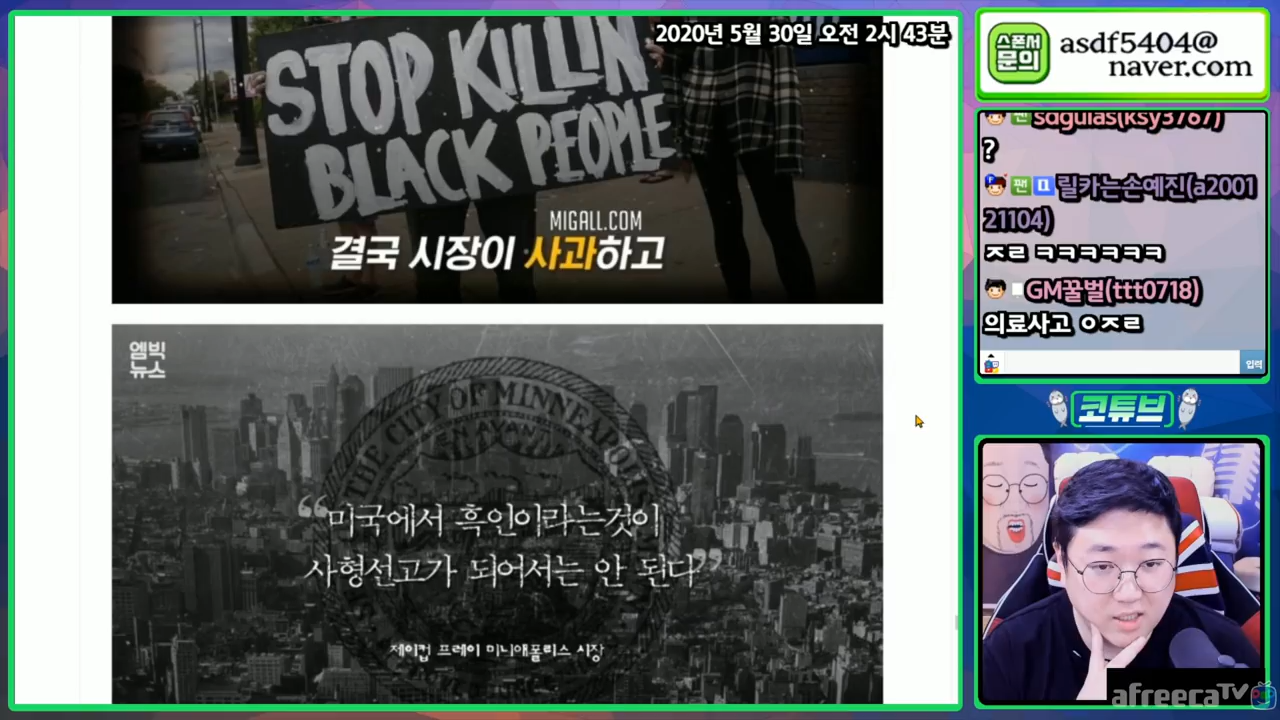 2020년 5월 30일 오전 2시 43분
STOP KILLIN
BLACK PEOPLE
MIGALL.COM
결국 시장이 사과하고
엠빅
뉴스
THE CITY OF MINNEAPOLIS
“미국에서 흑인이라는것이
사형선고가 되어서는 안 된다”
제이컵 프레이 미니애폴리스 시장
스폰서
문의
asdf5404@
naver.com
팬 sdgulas(ksy3767)
?
팬 릴카는손예진(a2001
21104)
ㅈㄹ ㅋㅋㅋㅋㅋㅋ
GM꿀벌(ttt0718)
의료사고 ㅇㅈㄹ
입력
코튜브
afreecaTV